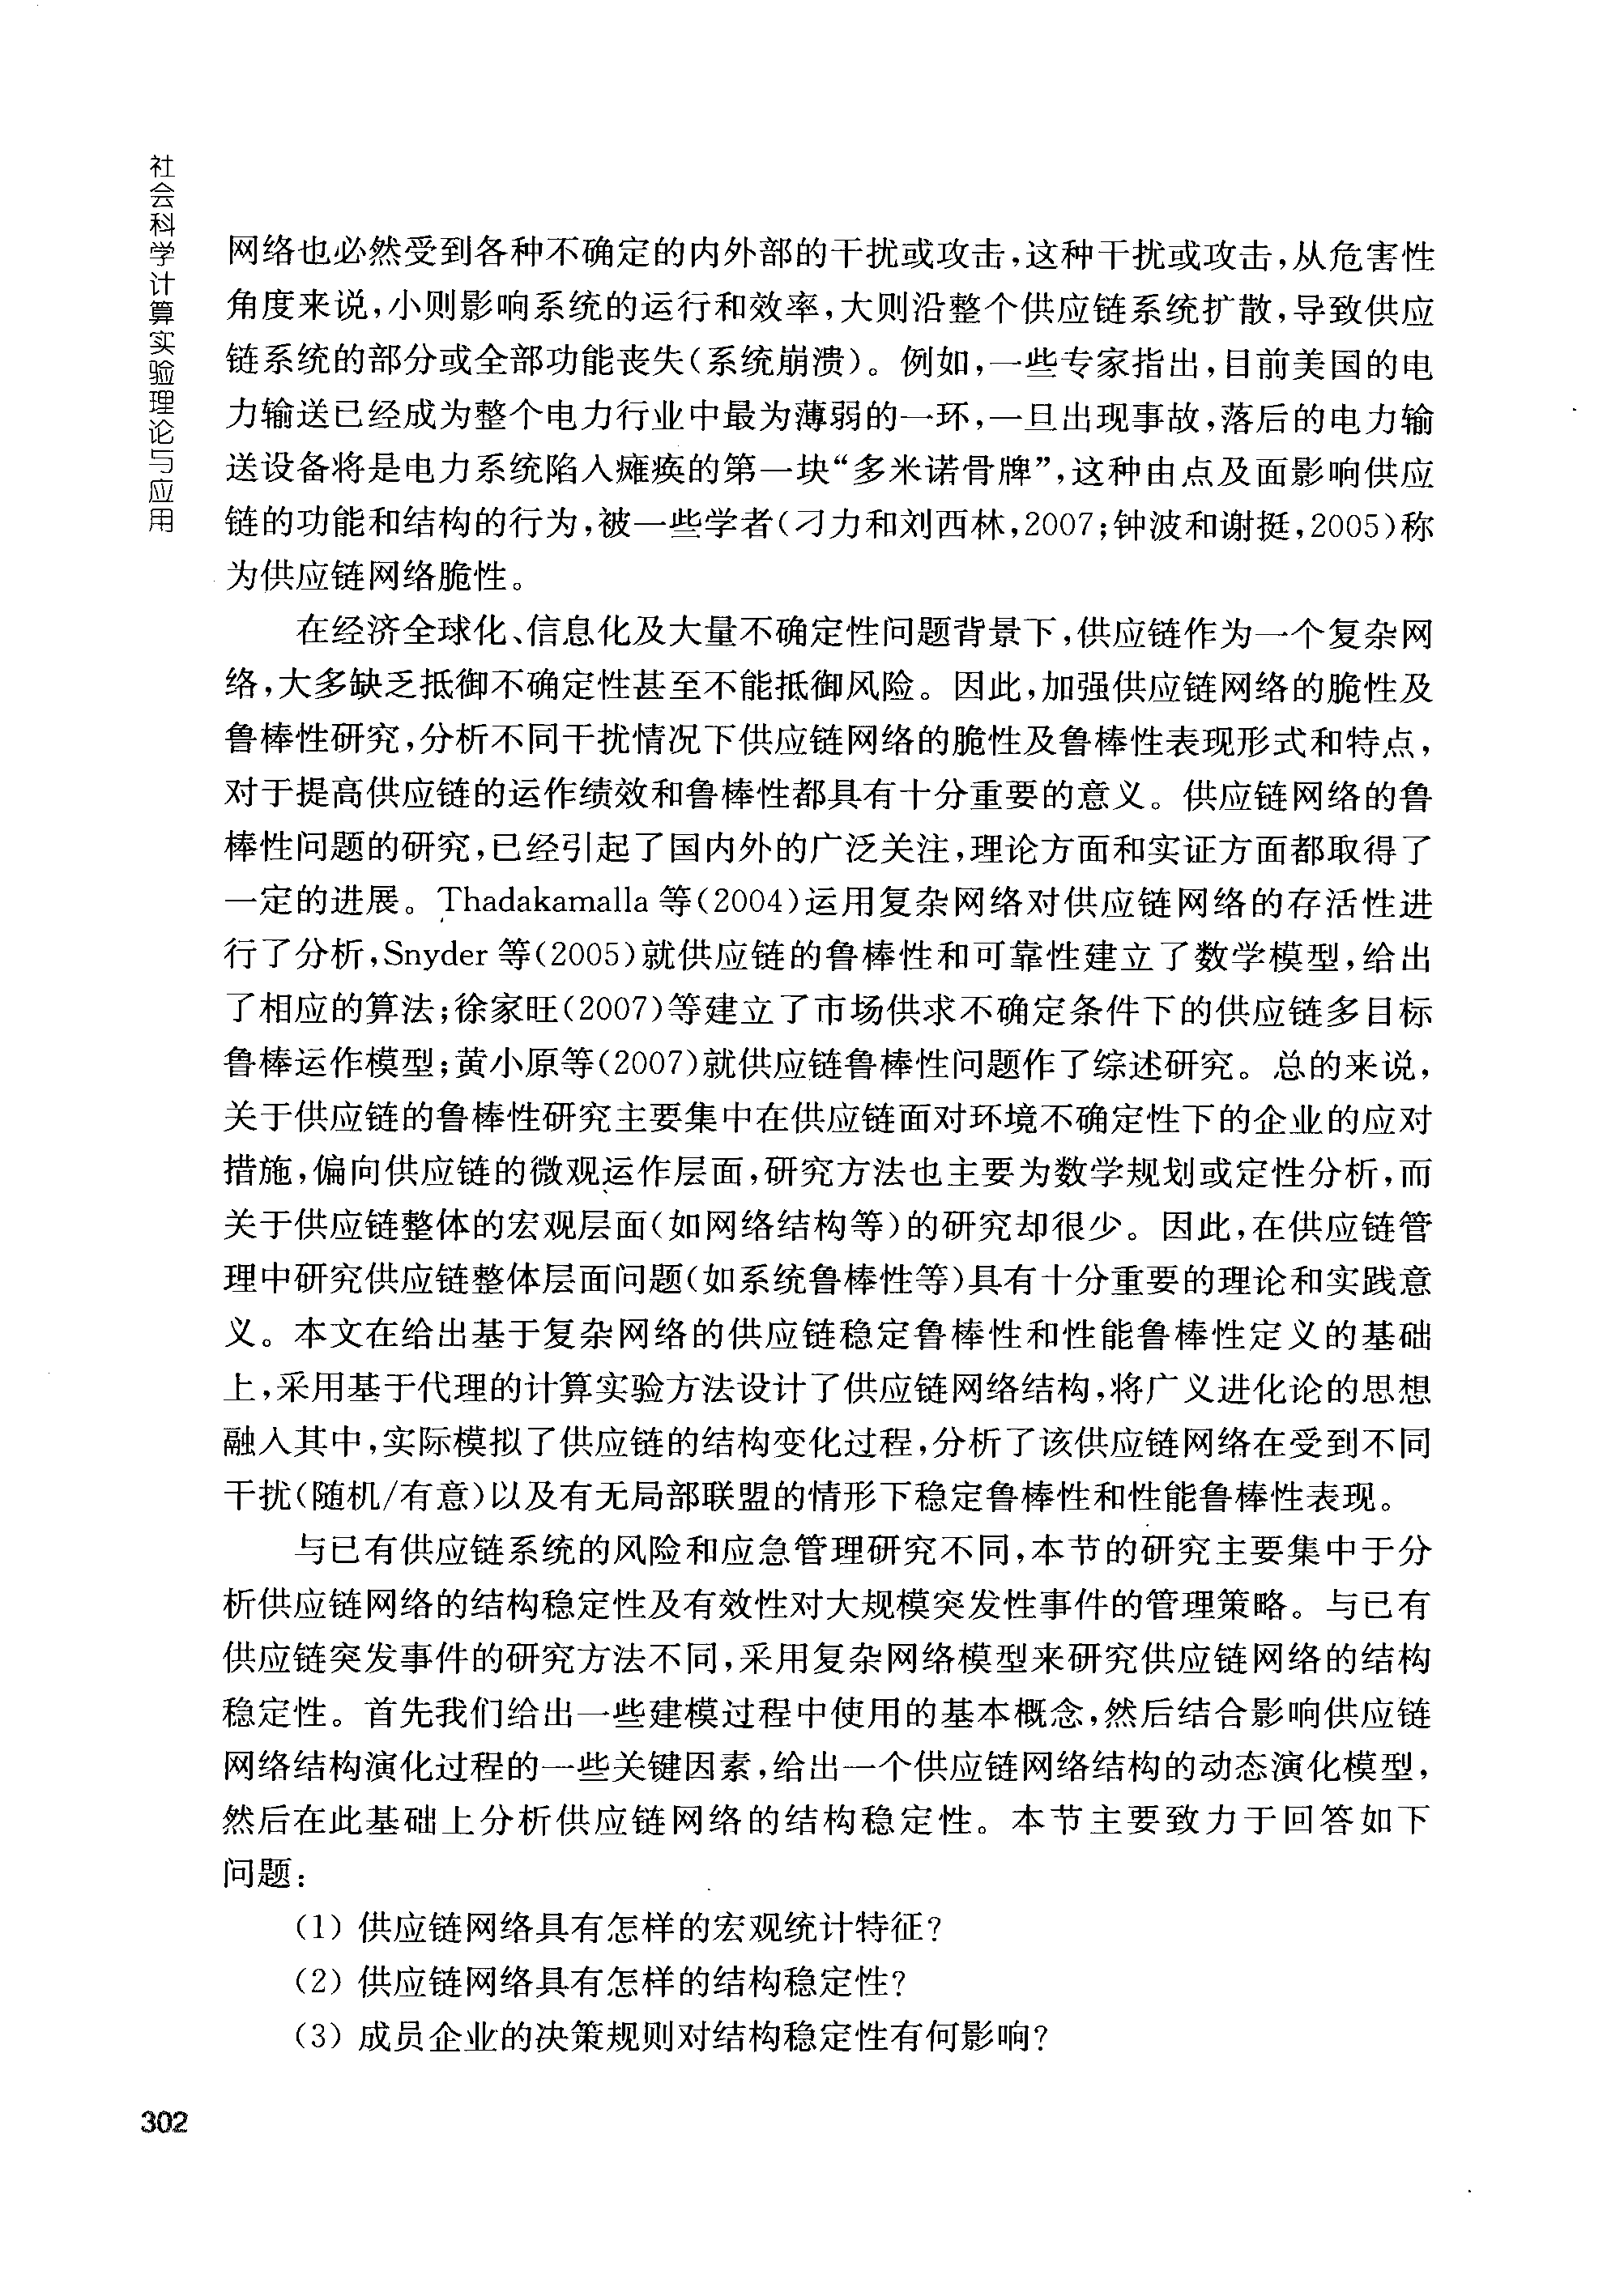 社会科学计算实验理论与应用
网络也必然受到各种不确定的内外部的干扰或攻击,这种干扰或攻击,从危害性
角度来说,小则影响系统的运行和效率,大则沿整个供应链系统扩散,导致供应
链系统的部分或全部功能丧失(系统崩溃)。例如,一些专家指出,目前美国的电
力输送已经成为整个电力行业中最为薄弱的一环,一旦出现事故,落后的电力输
送设备将是电力系统陷入瘫痪的第一块“多米诺骨牌”,这种由点及面影响供应
链的功能和结构的行为,被一些学者(刁力和刘西林,2007;钟波和谢挺,2005)称
为供应链网络脆性。
在经济全球化、信息化及大量不确定性问题背景下,供应链作为一个复杂网
络,大多缺乏抵御不确定性甚至不能抵御风险。因此,加强供应链网络的脆性及
鲁棒性研究,分析不同干扰情况下供应链网络的脆性及鲁棒性表现形式和特点,
对于提高供应链的运作绩效和鲁棒性都具有十分重要的意义。供应链网络的鲁
棒性问题的研究,已经引起了国内外的广泛关注,理论方面和实证方面都取得了
一定的进展。Thadakamalla 等(2004)运用复杂网络对供应链网络的存活性进
行了分析,Snyder 等(2005)就供应链的鲁棒性和可靠性建立了数学模型,给出
了相应的算法;徐家旺(2007)等建立了市场供求不确定条件下的供应链多目标
鲁棒运作模型;黄小原等(2007)就供应链鲁棒性问题作了综述研究。总的来说,
关于供应链的鲁棒性研究主要集中在供应链面对环境不确定性下的企业的应对
措施,偏向供应链的微观运作层面,研究方法也主要为数学规划或定性分析,而
关于供应链整体的宏观层面(如网络结构等)的研究却很少。因此,在供应链管
理中研究供应链整体层面问题(如系统鲁棒性等)具有十分重要的理论和实践意
义。本文在给出基于复杂网络的供应链稳定鲁棒性和性能鲁棒性定义的基础
上,采用基于代理的计算实验方法设计了供应链网络结构,将广义进化论的思想
融入其中,实际模拟了供应链的结构变化过程,分析了该供应链网络在受到不同
干扰(随机/有意)以及有无局部联盟的情形下稳定鲁棒性和性能鲁棒性表现。
与已有供应链系统的风险和应急管理研究不同,本节的研究主要集中于分
析供应链网络的结构稳定性及有效性对大规模突发性事件的管理策略。与已有
供应链突发事件的研究方法不同,采用复杂网络模型来研究供应链网络的结构
稳定性。首先我们给出一些建模过程中使用的基本概念,然后结合影响供应链
网络结构演化过程的一些关键因素,给出一个供应链网络结构的动态演化模型,
然后在此基础上分析供应链网络的结构稳定性。本节主要致力于回答如下
问题:
(1) 供应链网络具有怎样的宏观统计特征?
(2) 供应链网络具有怎样的结构稳定性?
(3) 成员企业的决策规则对结构稳定性有何影响?
302